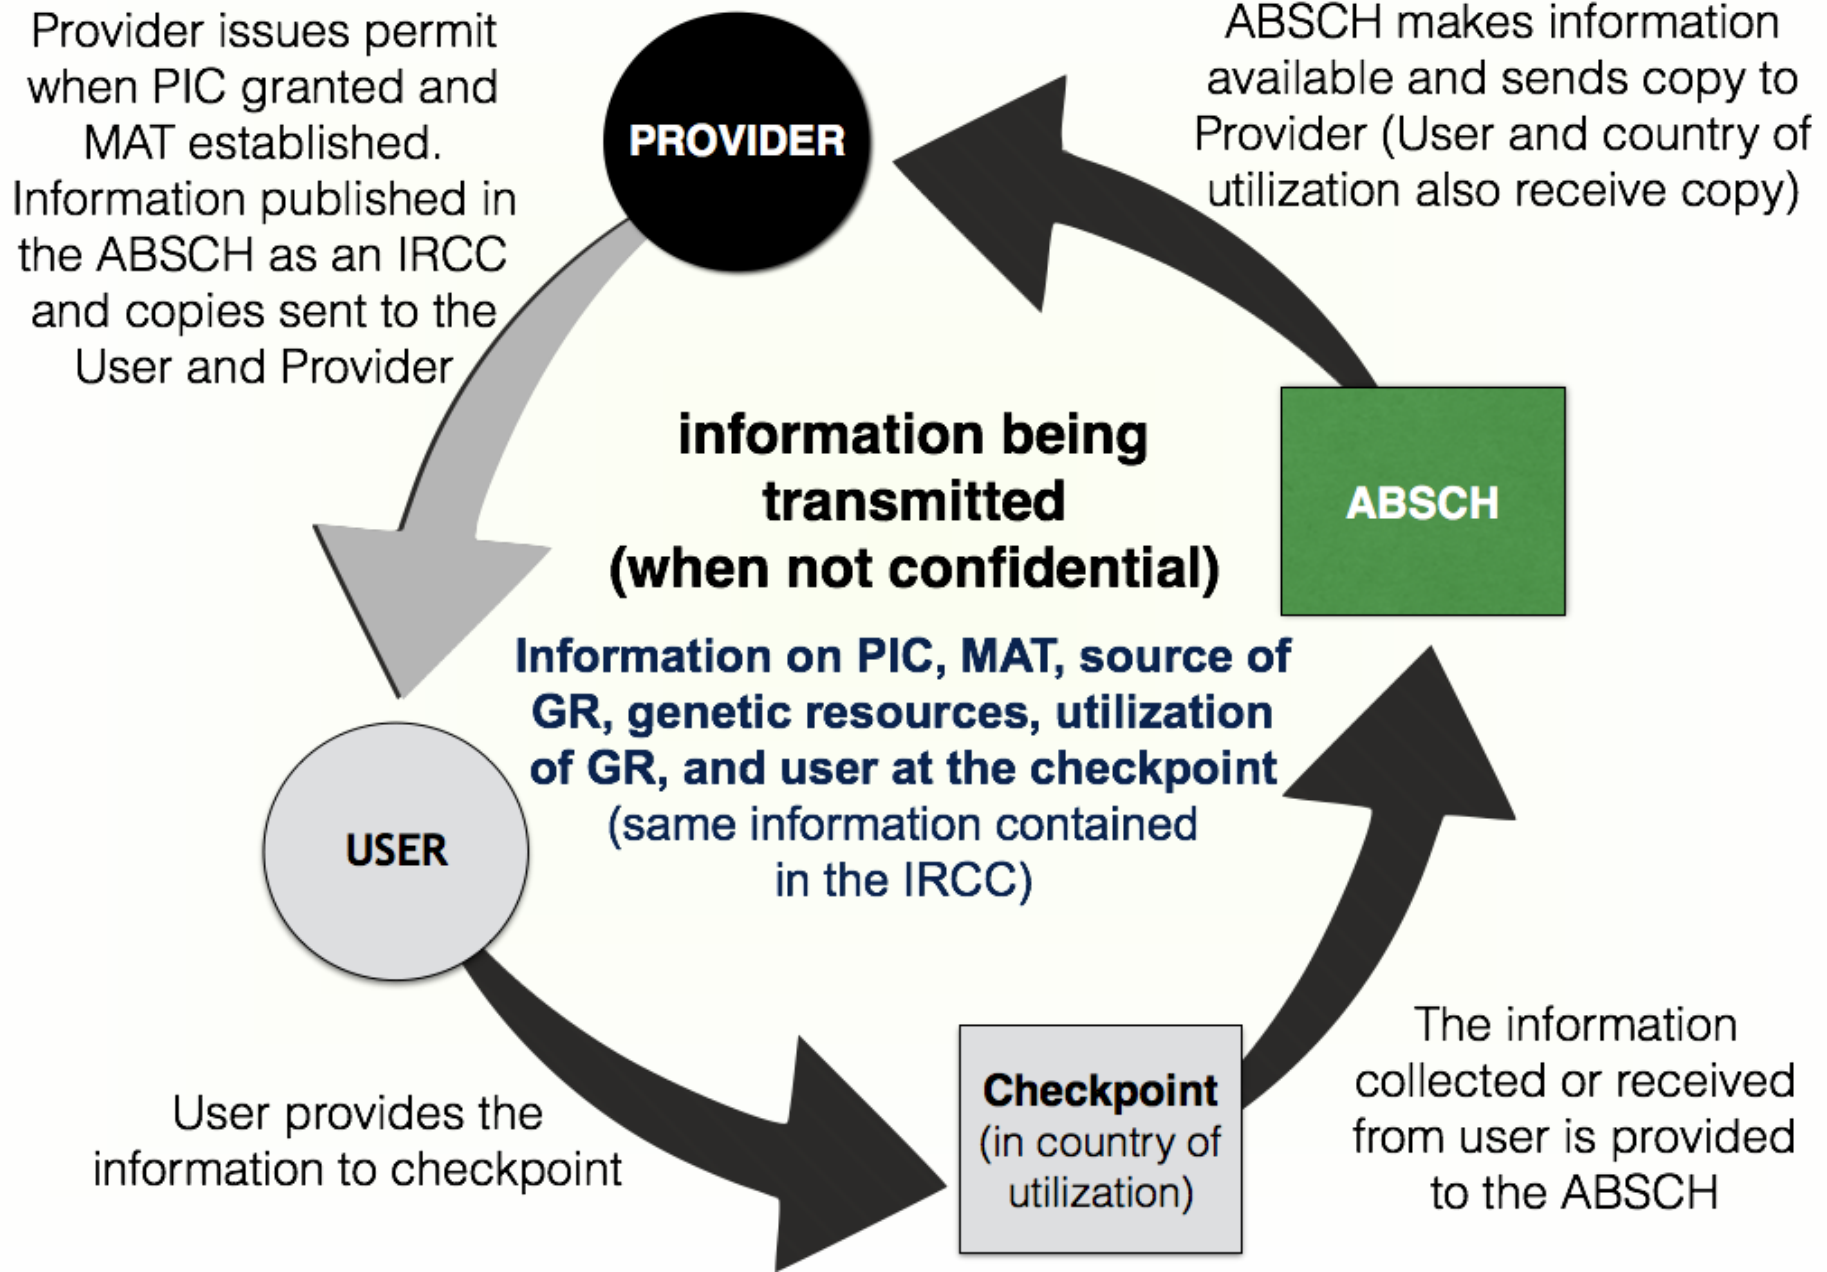 Provider issues permit
when PIC granted and
MAT established.
Information published in
the ABSCH as an IRCC
and copies sent to the
User and Provider
PROVIDER
ABSCH makes information
available and sends copy to
Provider (User and country of
utilization also receive copy)
information being
transmitted
(when not confidential)
ABSCH
Information on PIC, MAT, source of
GR, genetic resources, utilization
of GR, and user at the checkpoint
(same information contained
in the IRCC)
USER
User provides the
information to checkpoint
Checkpoint
(in country of
utilization)
The information
collected or received
from user is provided
to the ABSCH